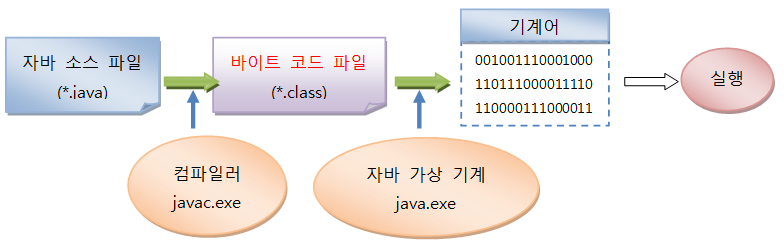 자바 소스 파일
(*.java)
바이트 코드 파일
(*.class)
기계어
001001110001000
110111000011110
110000111000011
실행
컴파일러
javac.exe
자바 가상 기계
java.exe